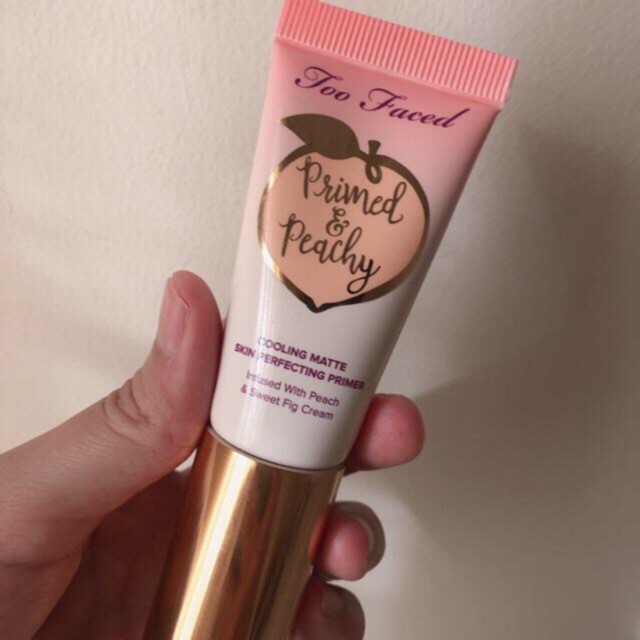 Too Faced
Primed
&
Peachy
COOLING MATTE
SKIN PERFECTING PRIMER
Infused With Peach
& Sweet Fig Cream